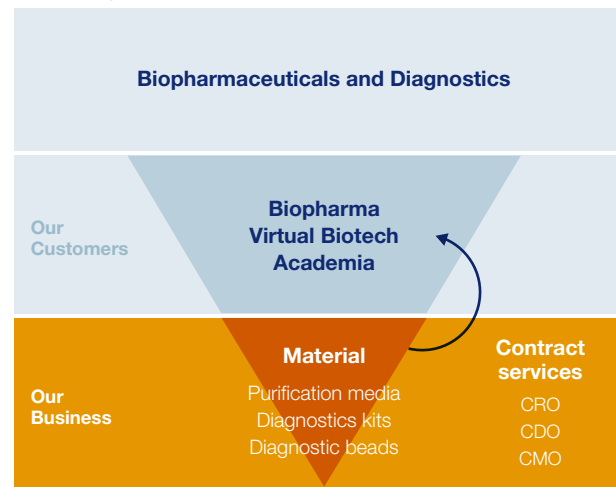 Biopharmaceuticals and Diagnostics
Our
Customers
Biopharma
Virtual Biotech
Academia
Our
Business
Material
Purification media
Diagnostics kits
Diagnostic beads
Contract
services
CRO
CDO
CMO